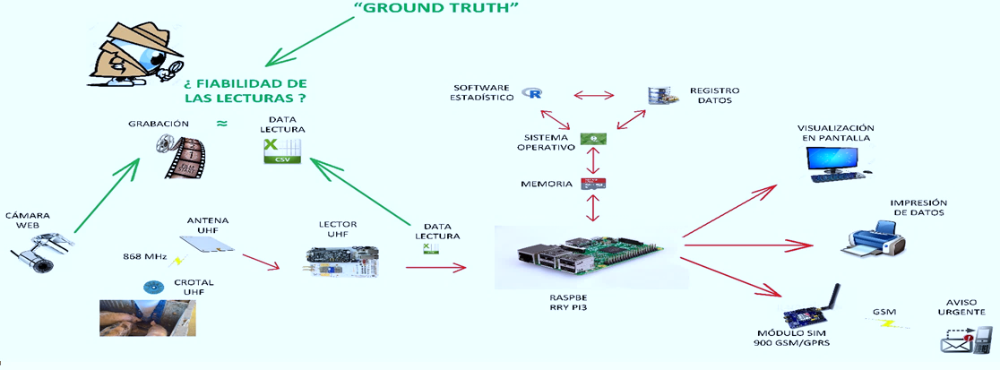 “GROUND TRUTH”
¿ FIABILIDAD DE
LAS LECTURAS ?
GRABACIÓN
≈
DATA
LECTURA
CSV
SOFTWARE
ESTADÍSTICO
R
REGISTRO
DATOS
SISTEMA
OPERATIVO
MEMORIA
VISUALIZACIÓN
EN PANTALLA
IMPRESIÓN
DE DATOS
CÁMARA
WEB
ANTENA
UHF
868 MHz
CROTAL
UHF
LECTOR
UHF
DATA
LECTURA
RASPBE
RRY PI3
MÓDULO SIM
900 GSM/GPRS
GSM
AVISO
URGENTE